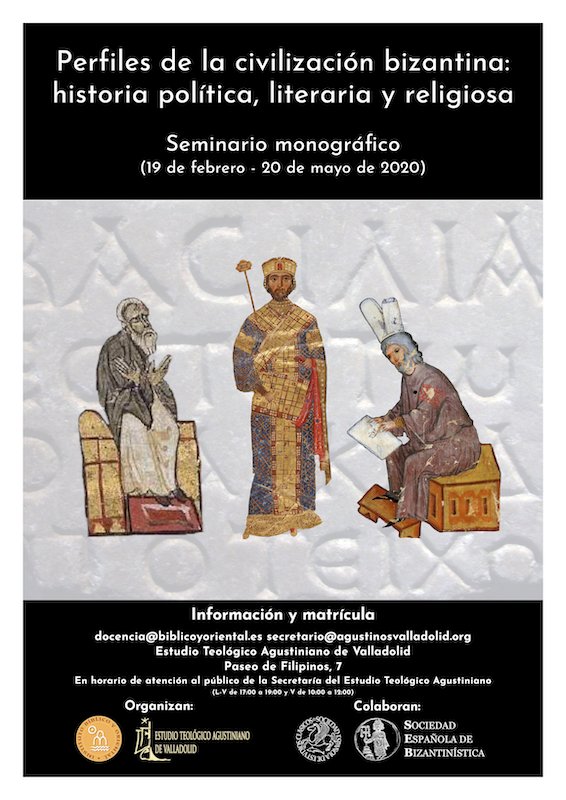 Perfiles de la civilización bizantina:
historia política, literaria y religiosa
Seminario monográfico
(19 de febrero - 20 de mayo de 2020)
Información y matrícula
docencia@biblicoyoriental.es secretario@agustinosvalladolid.org
Estudio Teológico Agustiniano de Valladolid
Paseo de Filipinos, 7
En horario de atención al público de la Secretaría del Estudio Teológico Agustiniano
(L-V de 17:00 a 19:00 y V de 10:00 a 12:00)
Organizan:
ESTUDIO TEOLÓGICO AGUSTINIANO
DE VALLADOLID
Colaboran:
SOCIEDAD
ESPAÑOLA DE
BIZANTINÍSTICA